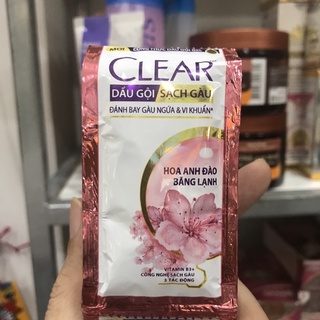 MỚI
CLEAR
DẦU GỘI SẠCH GÀU
ĐÁNH BAY GÀU NGỨA & VI KHUẨN*
HOA ANH ĐÀO
BĂNG LẠNH
VITAMIN B3+
CÔNG NGHỆ SẠCH GÀU
5 TÁC ĐỘNG